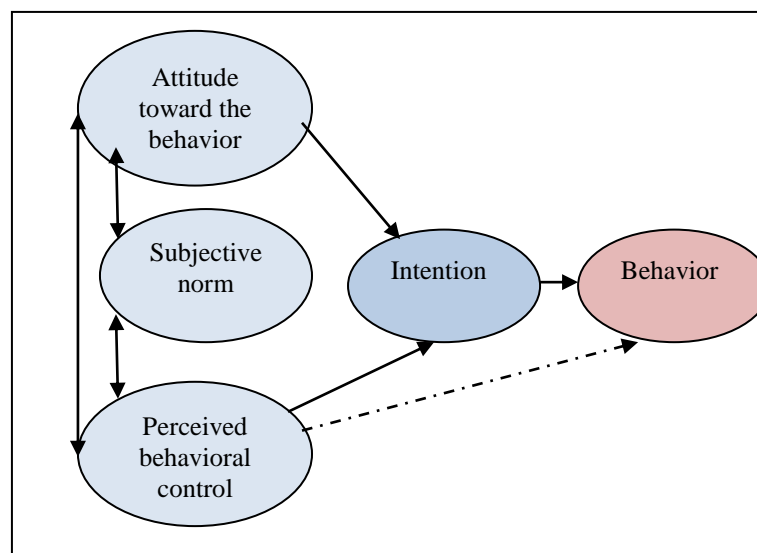 Attitude
toward the
behavior
Subjective
norm
Intention
Behavior
Perceived
behavioral
control